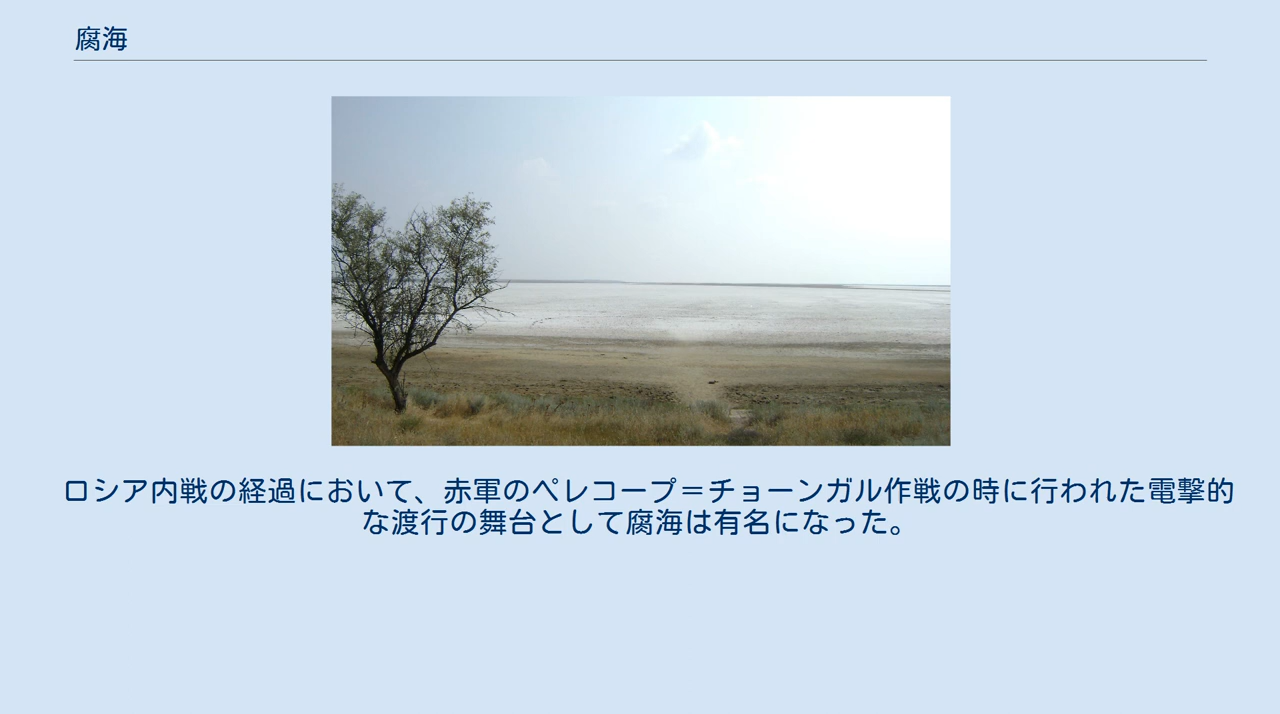 腐海
ロシア内戦の経過において、赤軍のペレコープ＝チョーンガル作戦の時に行われた電撃的
な渡行の舞台として腐海は有名になった。